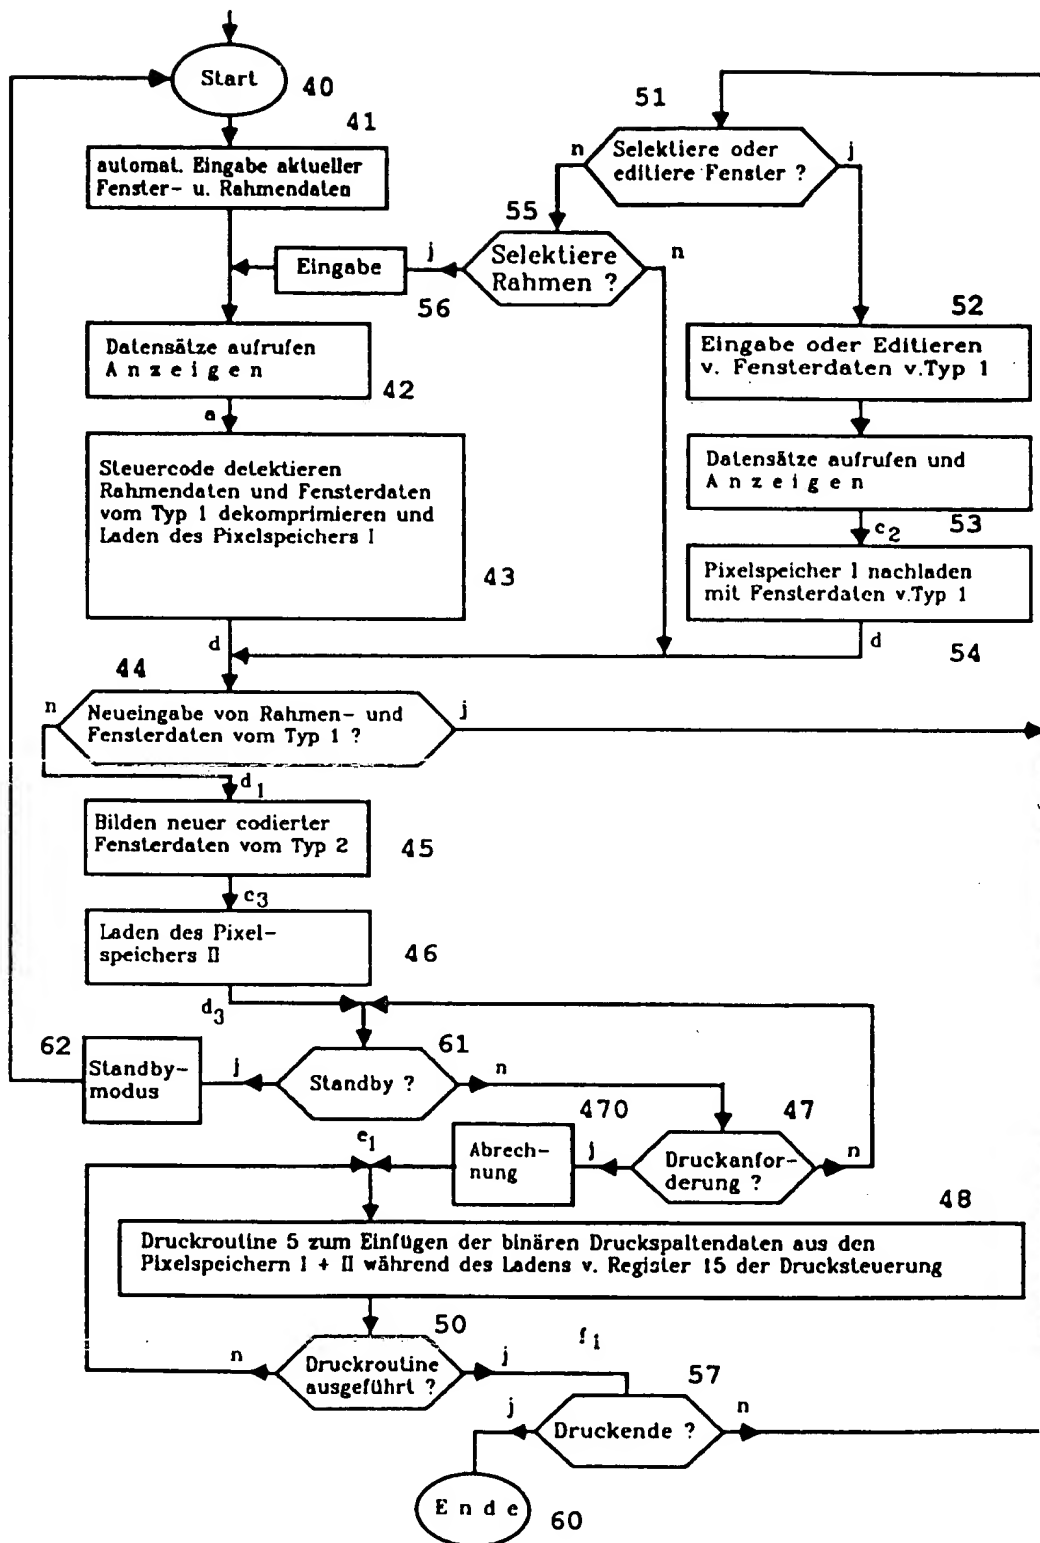 Start
40
41
automat. Eingabe aktueller
Fenster- u. Rahmendaten
51
Selektiere oder
editiere Fenster ?
n
j
55
Selektiere
Rahmen ?
j
n
Eingabe
56
Datensätze aufrufen
A n z e i g e n
42
a
52
Eingabe oder Editieren
v. Fensterdaten v.Typ 1
Steuercode detektieren
Rahmendaten und Fensterdaten
vom Typ 1 dekomprimieren und
Laden des Pixelspeichers I
43
Datensätze aufrufen und
A n z e i g e n
53
c2
Pixelspeicher I nachladen
mit Fensterdaten v.Typ 1
54
d
d
44
n
Neueingabe von Rahmen- und
Fensterdaten vom Typ 1 ?
j
d1
Bilden neuer codierter
Fensterdaten vom Typ 2
45
c3
Laden des Pixel-
speichers II
46
d3
62
Standby-
modus
j
Standby ?
61
n
470
47
e1
Abrech-
nung
j
Druckanfor-
derung ?
n
48
Druckroutine 5 zum Einfügen der binären Druckspaltendaten aus den
Pixelspeichern I + II während des Ladens v. Register 15 der Drucksteuerung
50
n
Druckroutine
ausgeführt ?
j
f1
57
j
Druckende ?
n
E n d e
60